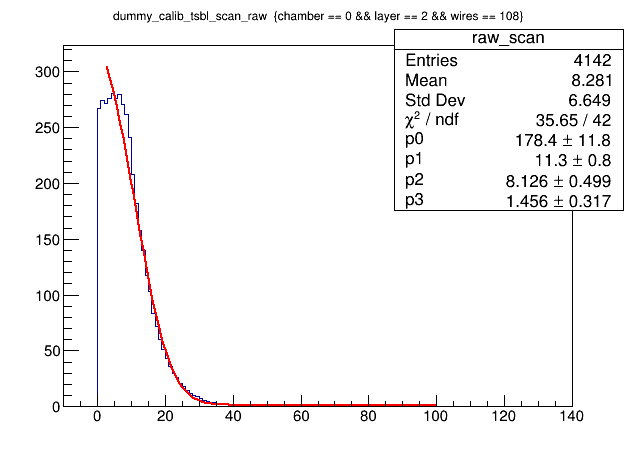 dummy_calib_tsbl_scan_raw {chamber == 0 && layer == 2 && wires == 108}
raw_scan
Entries 4142
Mean 8.281
Std Dev 6.649
χ² / ndf 35.65 / 42
p0 178.4 ± 11.8
p1 11.3 ± 0.8
p2 8.126 ± 0.499
p3 1.456 ± 0.317
300
250
200
150
100
50
0
0 20 40 60 80 100 120 140